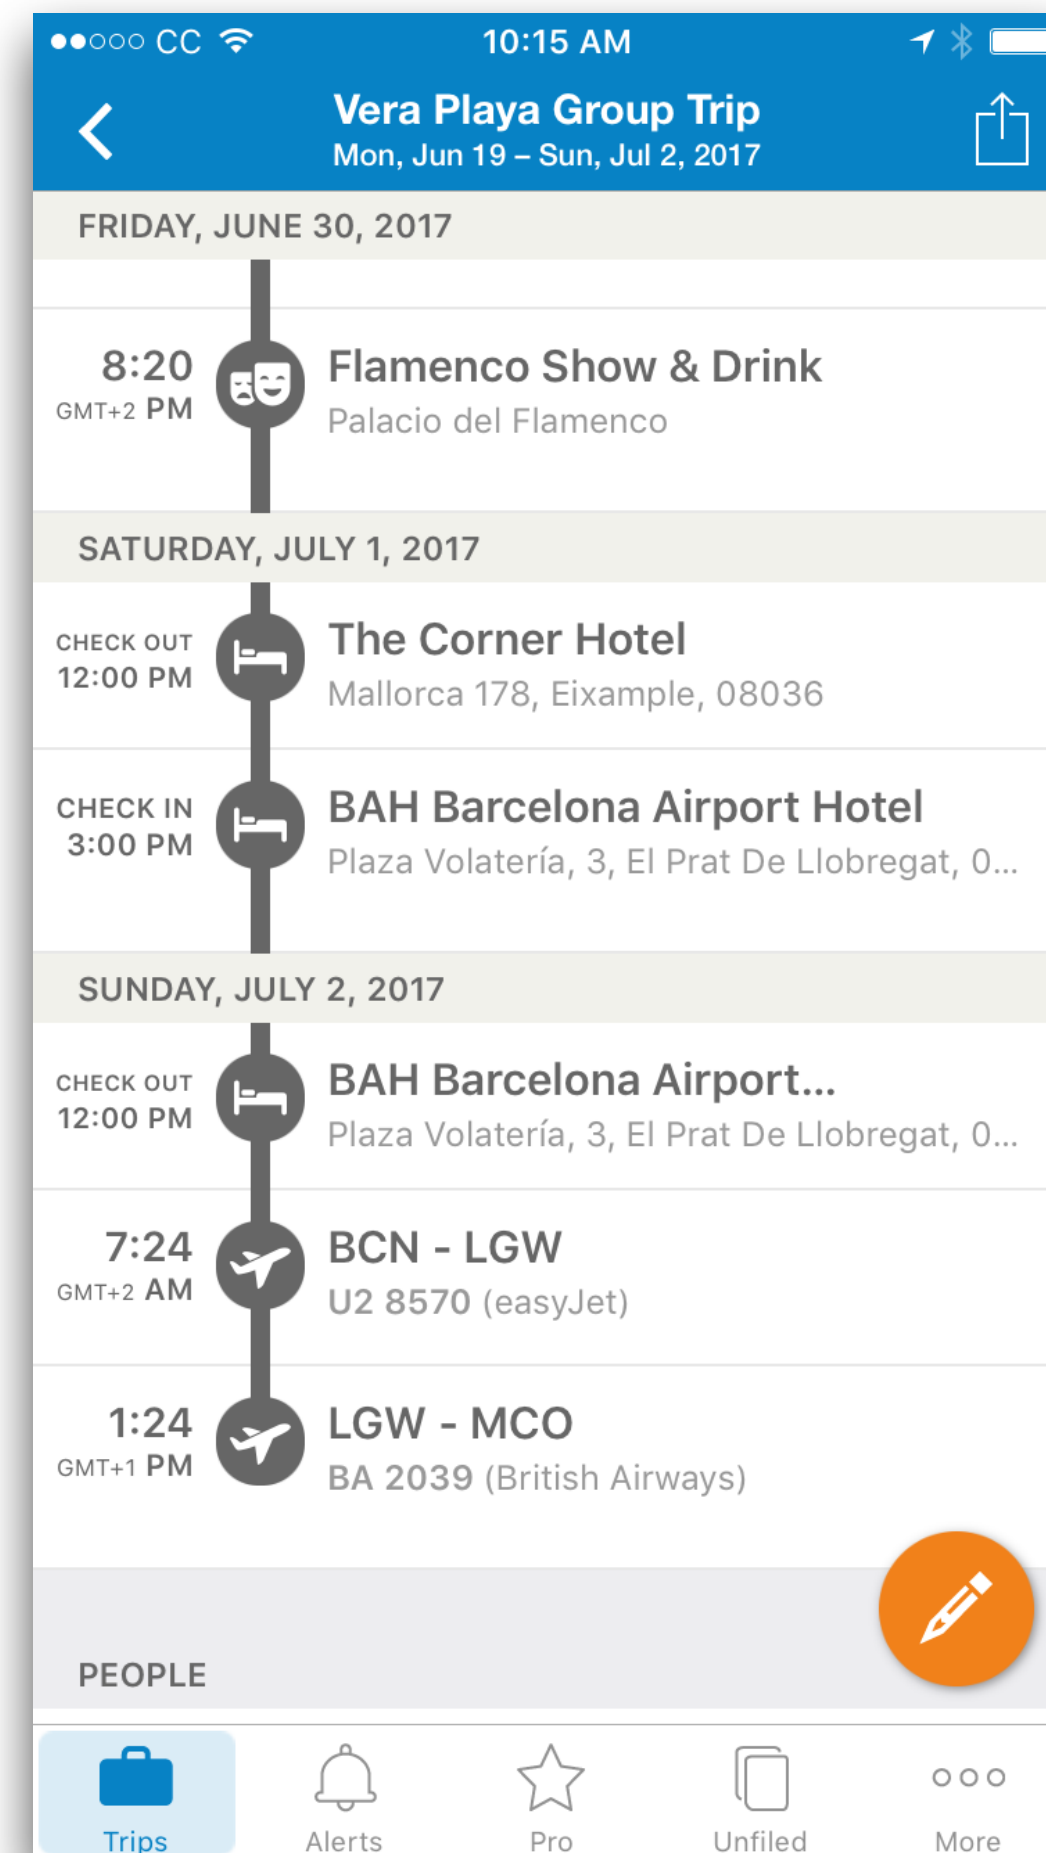 CC 10:15 AM
Vera Playa Group Trip
Mon, Jun 19 – Sun, Jul 2, 2017
FRIDAY, JUNE 30, 2017
8:20 Flamenco Show & Drink
GMT+2 PM Palacio del Flamenco
SATURDAY, JULY 1, 2017
CHECK OUT The Corner Hotel
12:00 PM Mallorca 178, Eixample, 08036
CHECK IN BAH Barcelona Airport Hotel
3:00 PM Plaza Volatería, 3, El Prat De Llobregat, 0...
SUNDAY, JULY 2, 2017
CHECK OUT BAH Barcelona Airport...
12:00 PM Plaza Volatería, 3, El Prat De Llobregat, 0...
7:24 BCN - LGW
GMT+2 AM U2 8570 (easyJet)
1:24 LGW - MCO
GMT+1 PM BA 2039 (British Airways)
PEOPLE
Trips Alerts Pro Unfiled More